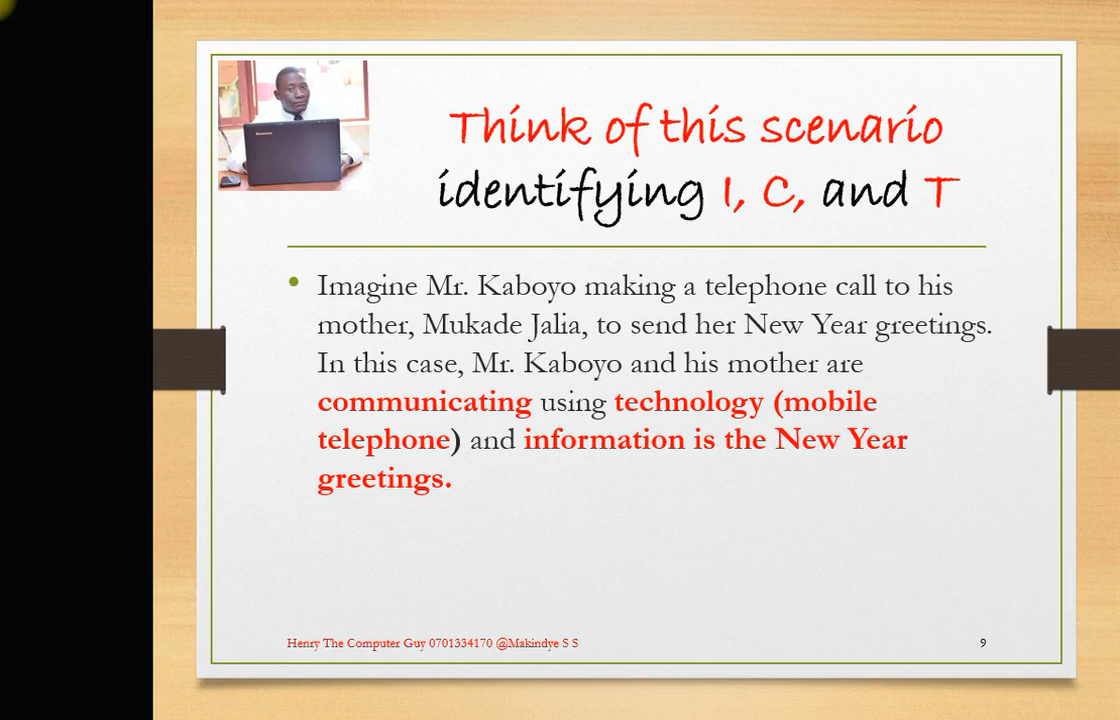 Think of this scenario
identifying I, C, and T
• Imagine Mr. Kaboyo making a telephone call to his
mother, Mukade Jalia, to send her New Year greetings.
In this case, Mr. Kaboyo and his mother are
communicating using technology (mobile
telephone) and information is the New Year
greetings.
Henry The Computer Guy 0701334170 @Makindye S S
9